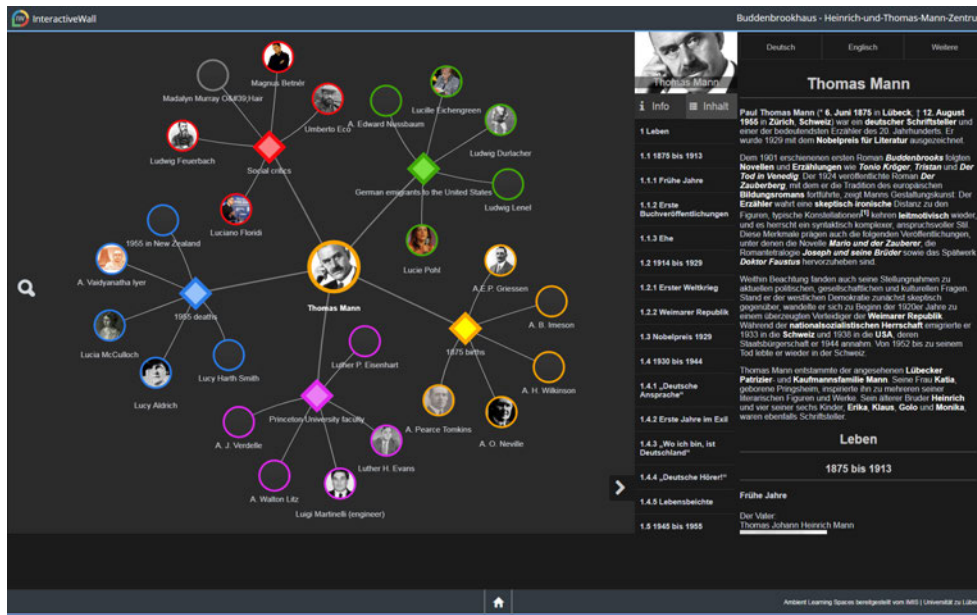 InteractiveWall
Buddenbrookhaus - Heinrich-und-Thomas-Mann-Zentru
Magnus Betnér
Madalyn Murray O&#39;Hair
Umberto Eco
Ludwig Feuerbach
Social critics
Luciano Floridi
Lucille Eichengreen
A. Edward Nussbaum
Ludwig Durlacher
German emigrants to the United States
Ludwig Lenel
Lucie Pohl
1955 in New Zealand
A. Vaidyanatha Iyer
1955 deaths
Lucia McCulloch
Lucy Harth Smith
Lucy Aldrich
Thomas Mann
A.E.P. Griessen
A. B. Imeson
1875 births
A. H. Wilkinson
A. O. Neville
A. Pearce Tomkins
Luther P. Eisenhart
Princeton University faculty
A. J. Verdelle
Luther H. Evans
A. Walton Litz
Luigi Martinelli (engineer)
Thomas Mann
Info
Inhalt
1 Leben
1.1 1875 bis 1913
1.1.1 Frühe Jahre
1.1.2 Erste
Buchveröffentlichungen
1.1.3 Ehe
1.2 1914 bis 1929
1.2.1 Erster Weltkrieg
1.2.2 Weimarer Republik
1.3 Nobelpreis 1929
1.4 1930 bis 1944
1.4.1 „Deutsche
Ansprache“
1.4.2 Erste Jahre im Exil
1.4.3 „Wo ich bin, ist
Deutschland“
1.4.4 „Deutsche Hörer!“
1.4.5 Lebensbeichte
1.5 1945 bis 1955
Deutsch
Englisch
Weitere
Thomas Mann
Paul Thomas Mann (* 6. Juni 1875 in Lübeck; † 12. August
1955 in Zürich, Schweiz) war ein deutscher Schriftsteller und
einer der bedeutendsten Erzähler des 20. Jahrhunderts. Er
wurde 1929 mit dem Nobelpreis für Literatur ausgezeichnet.
Dem 1901 erschienenen ersten Roman Buddenbrooks folgten
Novellen und Erzählungen wie Tonio Kröger, Tristan und Der
Tod in Venedig. Der 1924 veröffentlichte Roman Der
Zauberberg, mit dem er die Tradition des europäischen
Bildungsromans fortführte, zeigt Manns Gestaltungskunst: Der
Erzähler wahrt eine skeptisch-ironische Distanz zu den
Figuren, typische Konstellationen[1] kehren leitmotivisch wieder,
und es herrscht ein syntaktisch komplexer, anspruchsvoller Stil.
Diese Merkmale prägen auch die folgenden Veröffentlichungen,
unter denen die Novelle Mario und der Zauberer, die
Romantetralogie Joseph und seine Brüder sowie das Spätwerk
Doktor Faustus hervorzuheben sind.
Weithin Beachtung fanden auch seine Stellungnahmen zu
aktuellen politischen, gesellschaftlichen und kulturellen Fragen.
Stand er der westlichen Demokratie zunächst skeptisch
gegenüber, wandelte er sich zu Beginn der 1920er Jahre zu
einem überzeugten Verteidiger der Weimarer Republik.
Während der nationalsozialistischen Herrschaft emigrierte er
1933 in die Schweiz und 1938 in die USA, deren
Staatsbürgerschaft er 1944 annahm. Von 1952 bis zu seinem
Tod lebte er wieder in der Schweiz.
Thomas Mann entstammte der angesehenen Lübecker
Patrizier- und Kaufmannsfamilie Mann. Seine Frau Katia,
geborene Pringsheim, inspirierte ihn zu mehreren seiner
literarischen Figuren und Werke. Sein älterer Bruder Heinrich
und vier seiner sechs Kinder, Erika, Klaus, Golo und Monika,
waren ebenfalls Schriftsteller.
Leben
1875 bis 1913
Frühe Jahre
Der Vater:
Thomas Johann Heinrich Mann
Ambient Learning Spaces bereitgestellt vom IMIS | Universität zu Lübe